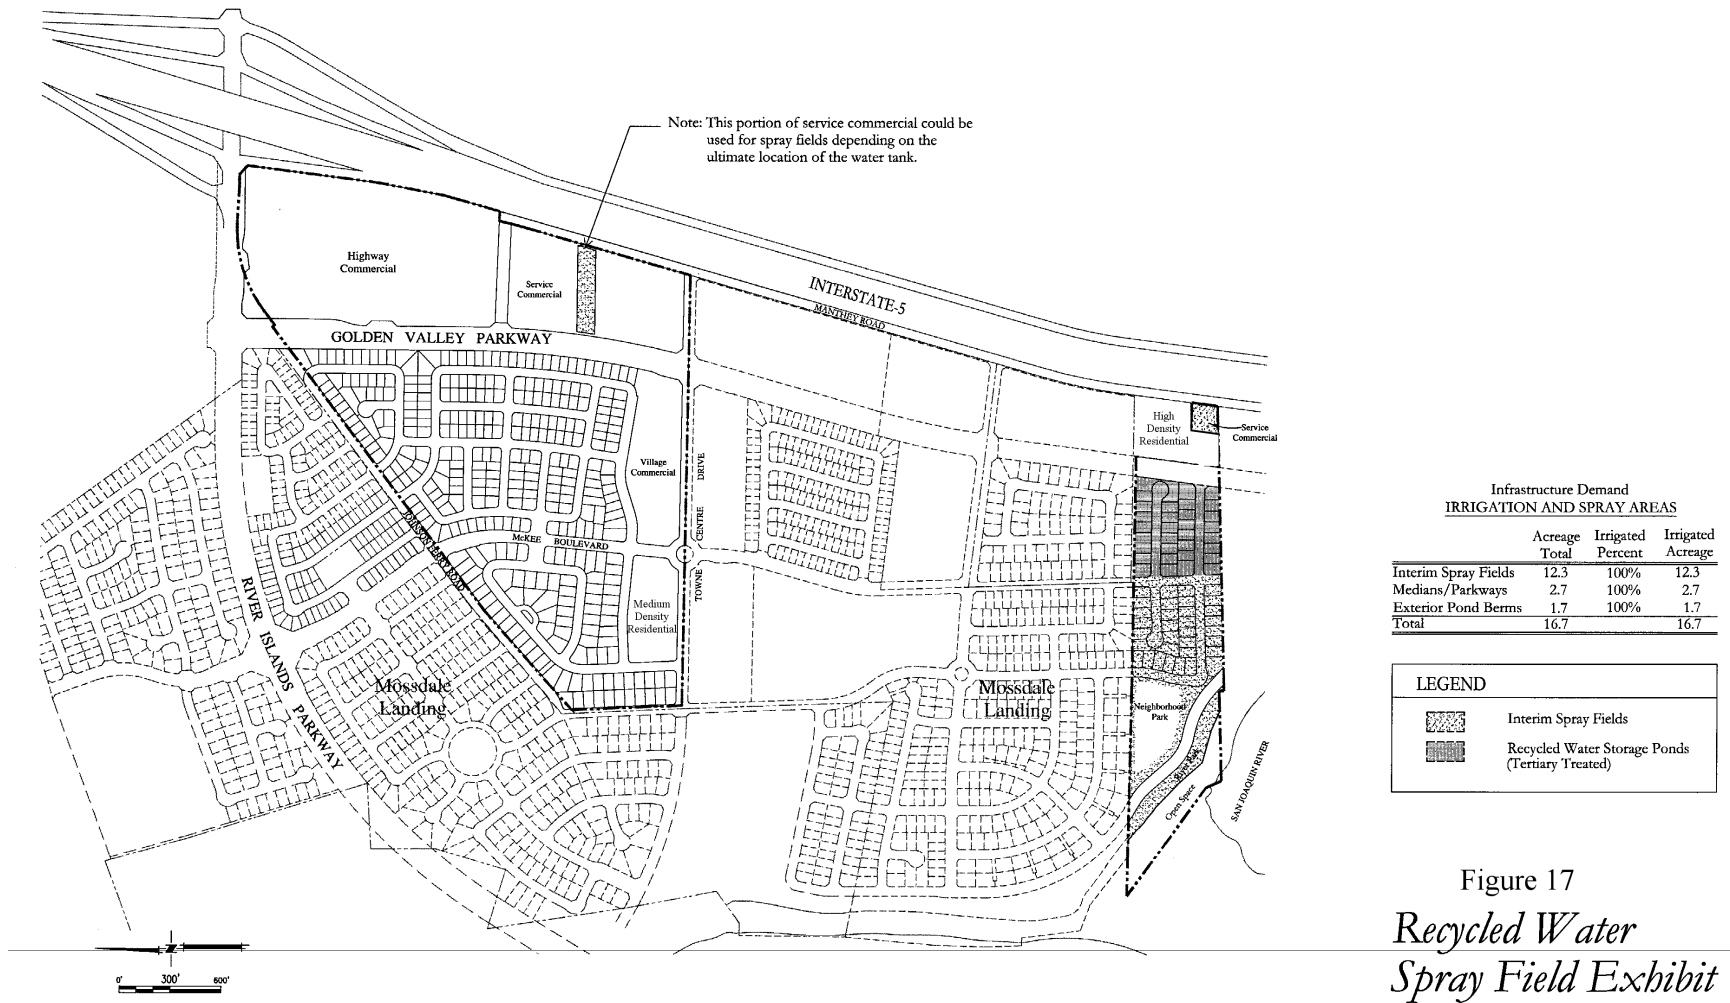 Note: This portion of service commercial could be
used for spray fields depending on the
ultimate location of the water tank.
Highway
Commercial
Service
Commercial
INTERSTATE-5
MANTHEY ROAD
GOLDEN VALLEY PARKWAY
High
Density
Residential
Service
Commercial
Village
Commercial
TOWNE CENTRE DRIVE
McKEE BOULEVARD
JOHNSON FERRY ROAD
Medium
Density
Residential
RIVER ISLANDS PARKWAY
Mossdale
Landing
Mossdale
Landing
Neighborhood
Park
River Park
Open Space
SAN JOAQUIN RIVER
Infrastructure Demand
IRRIGATION AND SPRAY AREAS
Acreage Irrigated Irrigated
Total Percent Acreage
Interim Spray Fields 12.3 100% 12.3
Medians/Parkways 2.7 100% 2.7
Exterior Pond Berms 1.7 100% 1.7
Total 16.7 16.7
LEGEND
Interim Spray Fields
Recycled Water Storage Ponds
(Tertiary Treated)
Figure 17
Recycled Water
Spray Field Exhibit
Z
0' 300' 600'